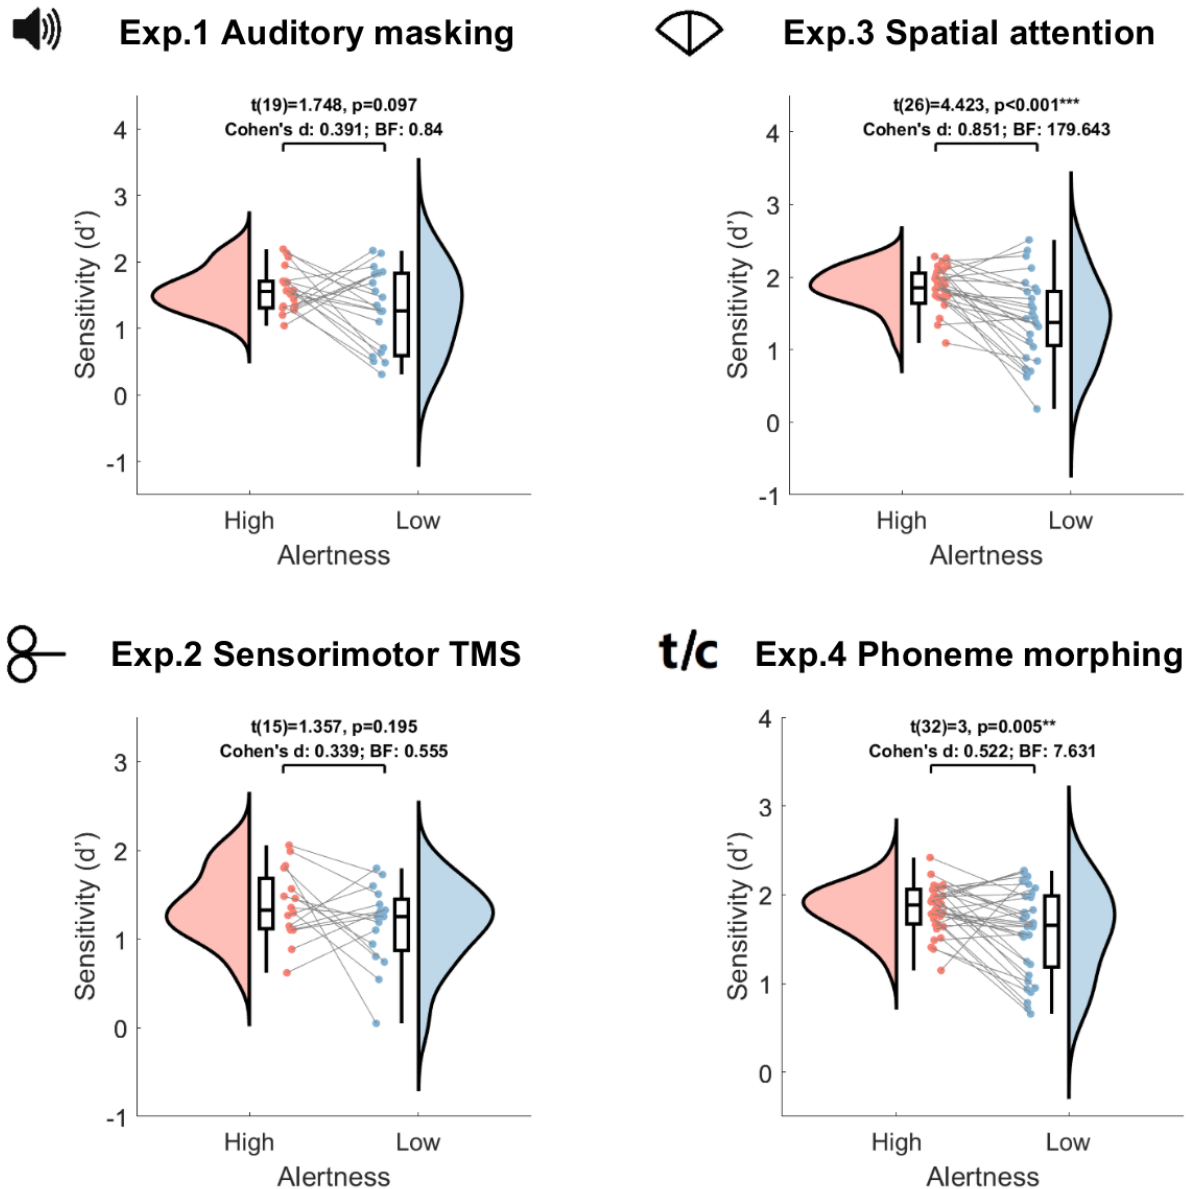 Exp.1 Auditory masking
t(19)=1.748, p=0.097
Cohen's d: 0.391; BF: 0.84
Sensitivity (d’)
4
3
2
1
0
-1
High
Low
Alertness
Exp.3 Spatial attention
t(26)=4.423, p<0.001***
Cohen's d: 0.851; BF: 179.643
Sensitivity (d’)
4
3
2
1
0
-1
High
Low
Alertness
Exp.2 Sensorimotor TMS
t(15)=1.357, p=0.195
Cohen's d: 0.339; BF: 0.555
Sensitivity (d’)
3
2
1
0
-1
High
Low
Alertness
t/c
Exp.4 Phoneme morphing
t(32)=3, p=0.005**
Cohen's d: 0.522; BF: 7.631
Sensitivity (d’)
4
3
2
1
0
High
Low
Alertness